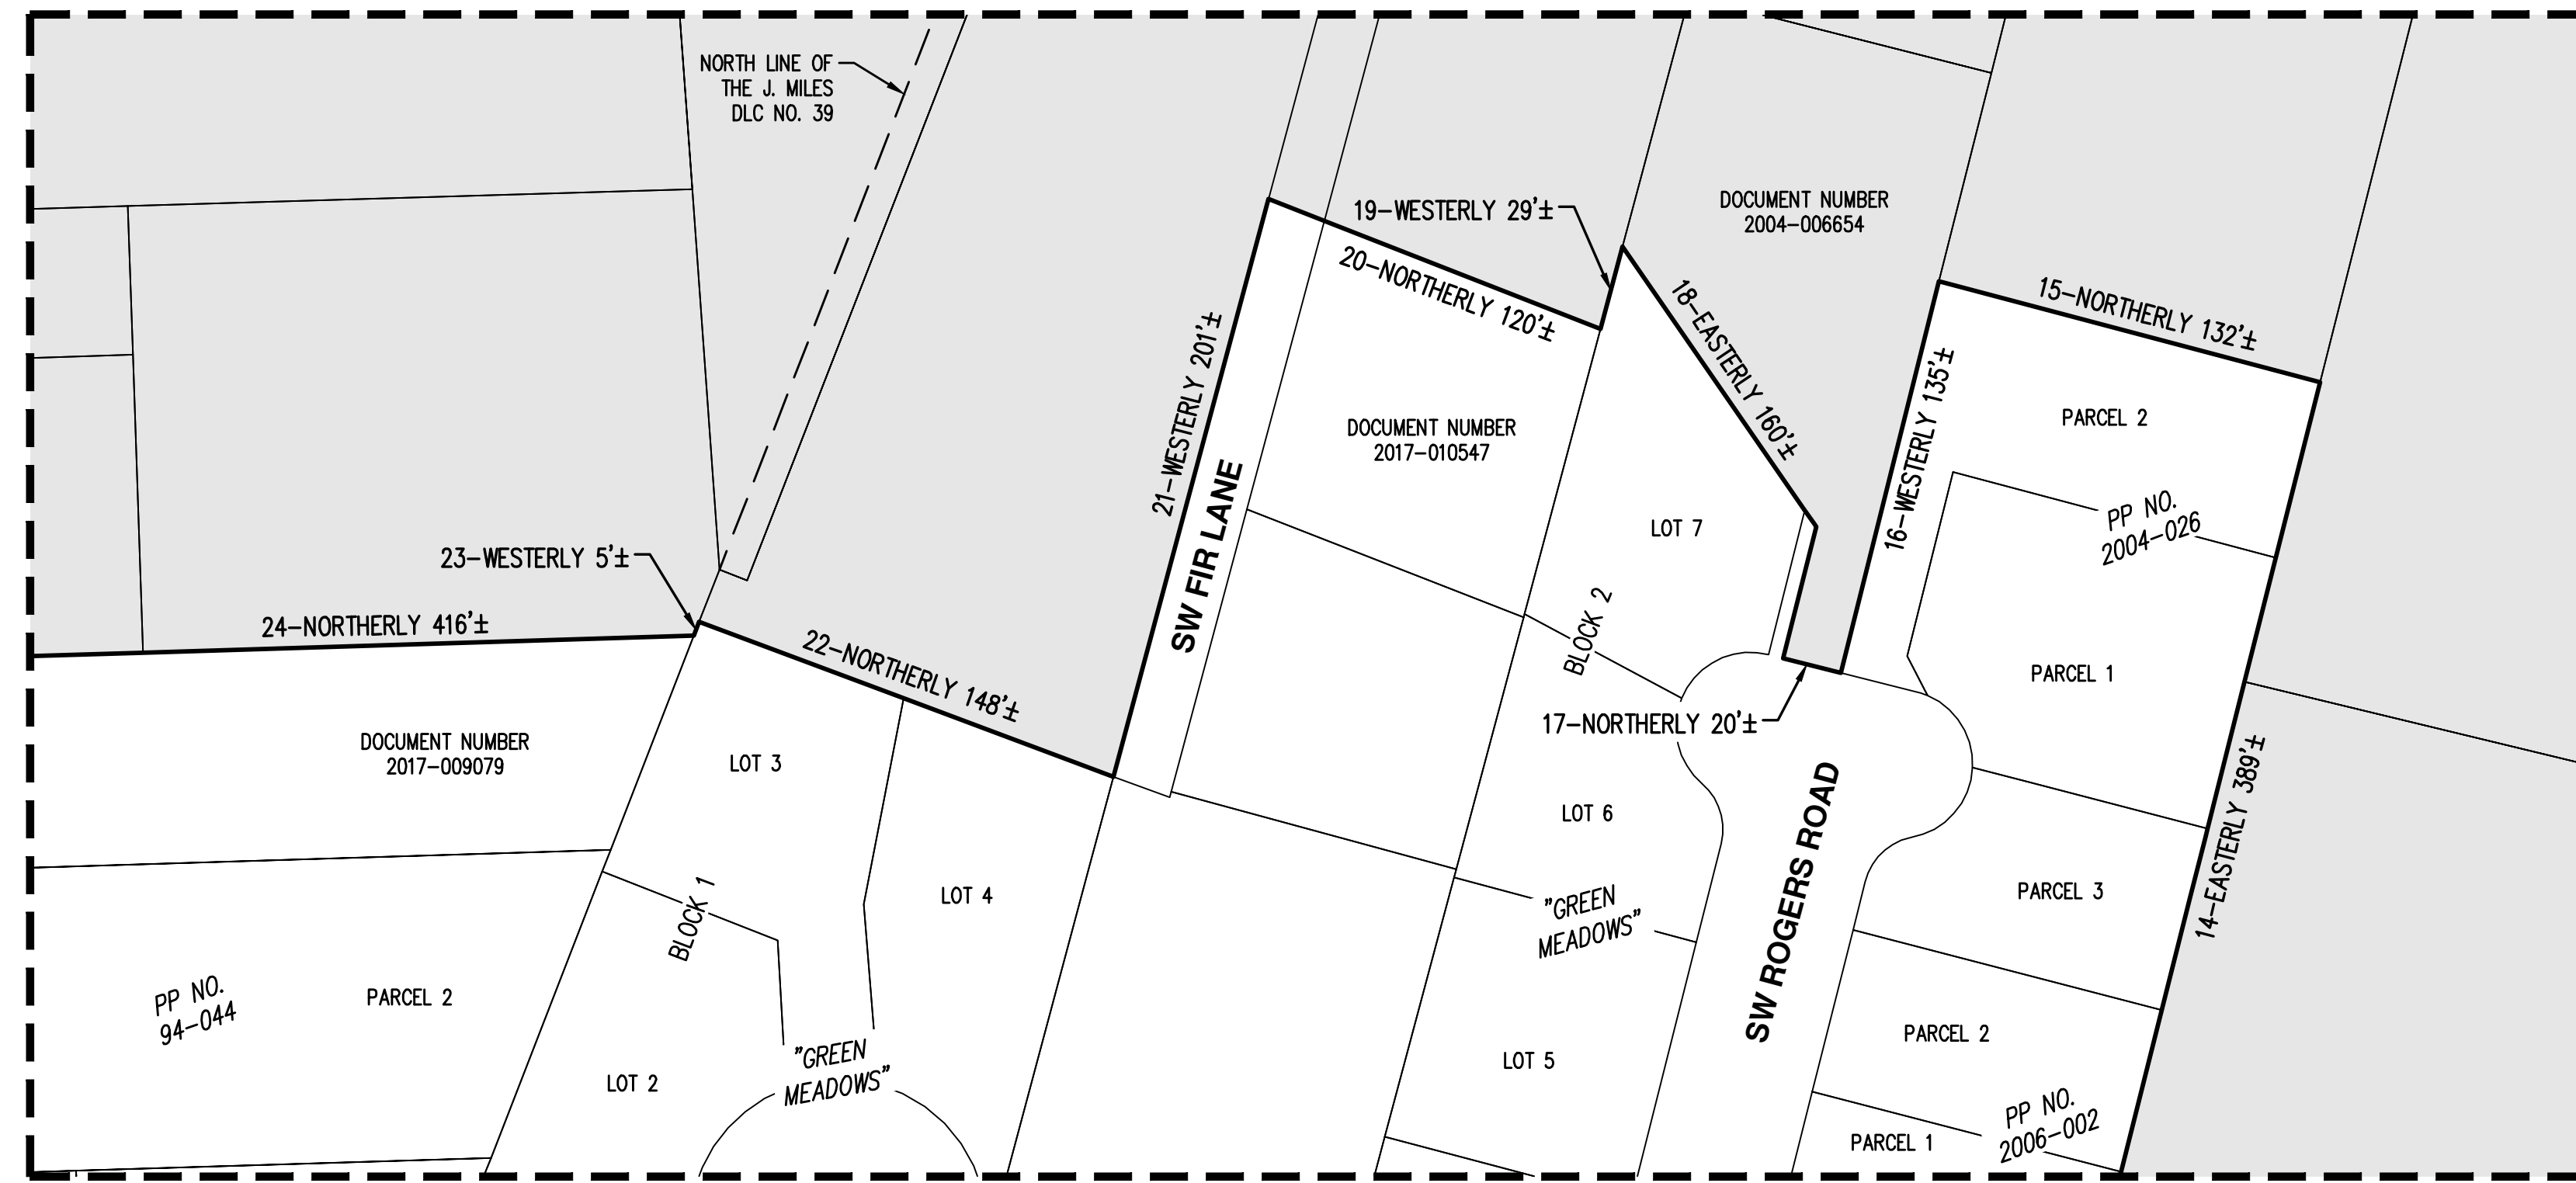 NORTH LINE OF
THE J. MILES
DLC NO. 39
19-WESTERLY 29'±
DOCUMENT NUMBER
2004-006654
20-NORTHERLY 120'±
18-EASTERLY 160'±
15-NORTHERLY 132'±
21-WESTERLY 201'±
16-WESTERLY 135'±
PARCEL 2
DOCUMENT NUMBER
2017-010547
SW FIR LANE
LOT 7
PP NO.
2004-026
23-WESTERLY 5'±
24-NORTHERLY 416'±
22-NORTHERLY 148'±
BLOCK 2
PARCEL 1
17-NORTHERLY 20'±
DOCUMENT NUMBER
2017-009079
LOT 3
LOT 6
SW ROGERS ROAD
14-EASTERLY 389'±
PARCEL 3
LOT 4
BLOCK 1
"GREEN
MEADOWS"
PP NO.
94-044
PARCEL 2
PARCEL 2
LOT 5
"GREEN
MEADOWS"
LOT 2
PP NO.
2006-002
PARCEL 1